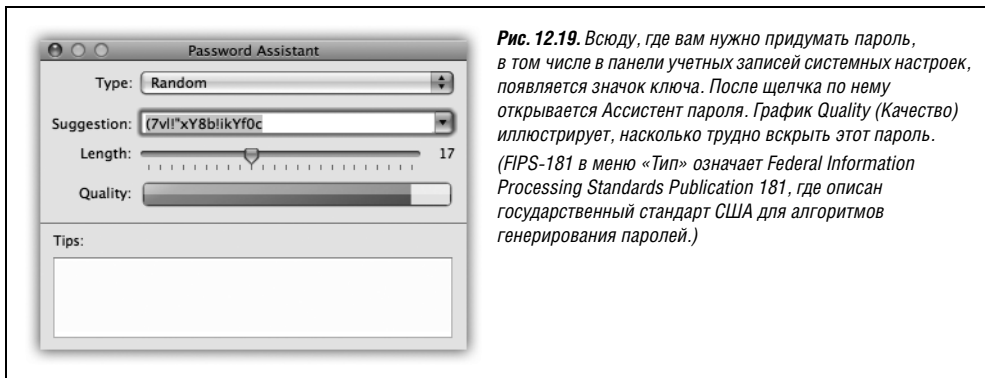 Password Assistant
Type: Random
Suggestion: (7vl!"xY8b!ikYf0c
Length: 17
Quality:
Tips:
Рис. 12.19. Всюду, где вам нужно придумать пароль,
в том числе в панели учетных записей системных настроек,
появляется значок ключа. После щелчка по нему
открывается Ассистент пароля. График Quality (Качество)
иллюстрирует, насколько трудно вскрыть этот пароль.
(FIPS-181 в меню «Тип» означает Federal Information
Processing Standards Publication 181, где описан
государственный стандарт США для алгоритмов
генерирования паролей.)